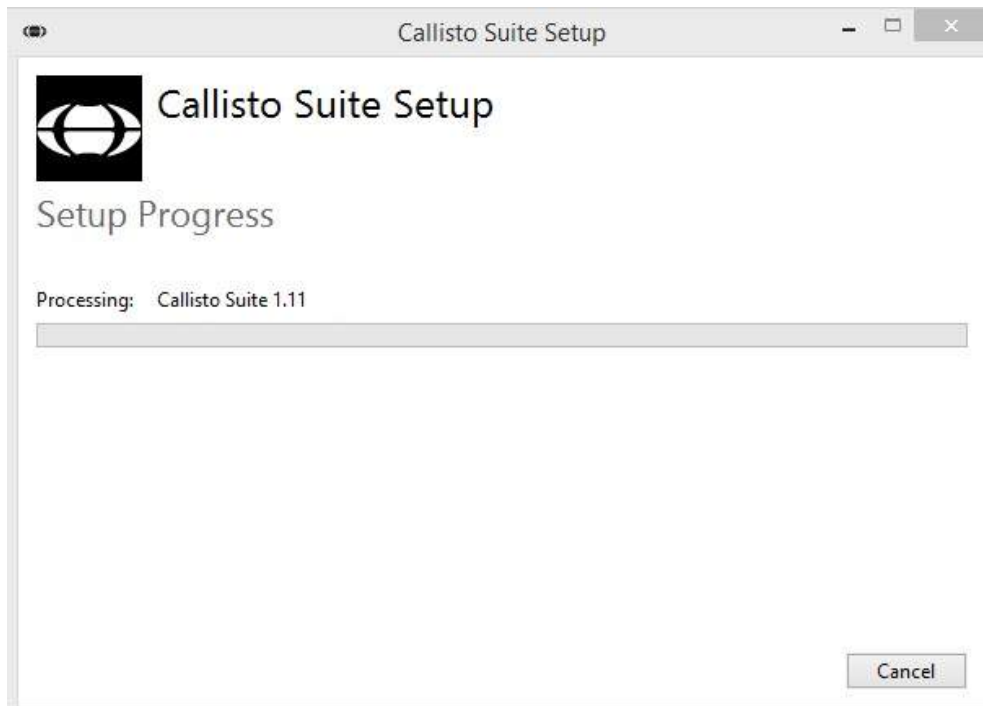 Callisto Suite Setup
Callisto Suite Setup
Setup Progress
Processing: Callisto Suite 1.11
Cancel